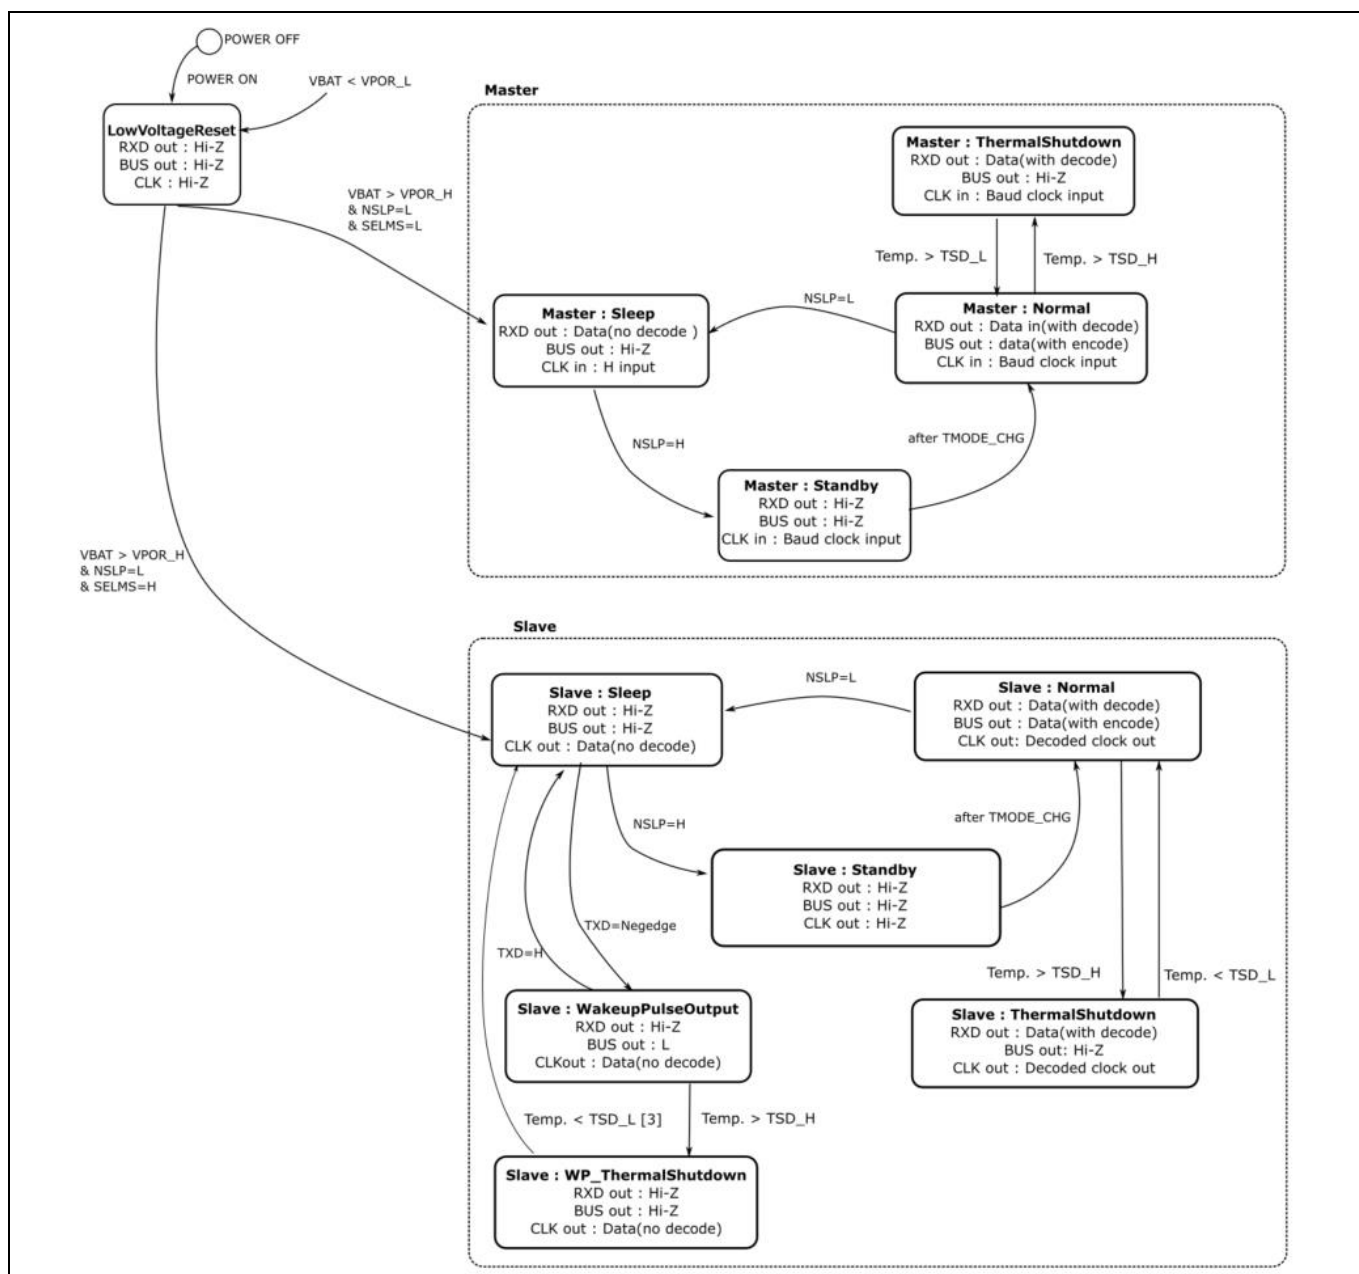 POWER OFF
POWER ON
VBAT < VPOR_L
LowVoltageReset
RXD out : Hi-Z
BUS out : Hi-Z
CLK : Hi-Z
VBAT > VPOR_H
& NSLP=L
& SELMS=L
Master
Master : ThermalShutdown
RXD out : Data(with decode)
BUS out : Hi-Z
CLK in : Baud clock input
Temp. > TSD_L
Temp. > TSD_H
Master : Sleep
RXD out : Data(no decode )
BUS out : Hi-Z
CLK in : H input
NSLP=L
Master : Normal
RXD out : Data in(with decode)
BUS out : data(with encode)
CLK in : Baud clock input
NSLP=H
after TMODE_CHG
Master : Standby
RXD out : Hi-Z
BUS out : Hi-Z
CLK in : Baud clock input
VBAT > VPOR_H
& NSLP=L
& SELMS=H
Slave
Slave : Sleep
RXD out : Hi-Z
BUS out : Hi-Z
CLK out : Data(no decode)
NSLP=L
Slave : Normal
RXD out : Data(with decode)
BUS out : Data(with encode)
CLK out: Decoded clock out
NSLP=H
after TMODE_CHG
Slave : Standby
RXD out : Hi-Z
BUS out : Hi-Z
CLK out : Hi-Z
TXD=H
TXD=Negedge
Temp. > TSD_H
Temp. < TSD_L
Slave : WakeupPulseOutput
RXD out : Hi-Z
BUS out : L
CLKout : Data(no decode)
Slave : ThermalShutdown
RXD out : Data(with decode)
BUS out: Hi-Z
CLK out : Decoded clock out
Temp. < TSD_L [3]
Temp. > TSD_H
Slave : WP_ThermalShutdown
RXD out : Hi-Z
BUS out : Hi-Z
CLK out : Data(no decode)